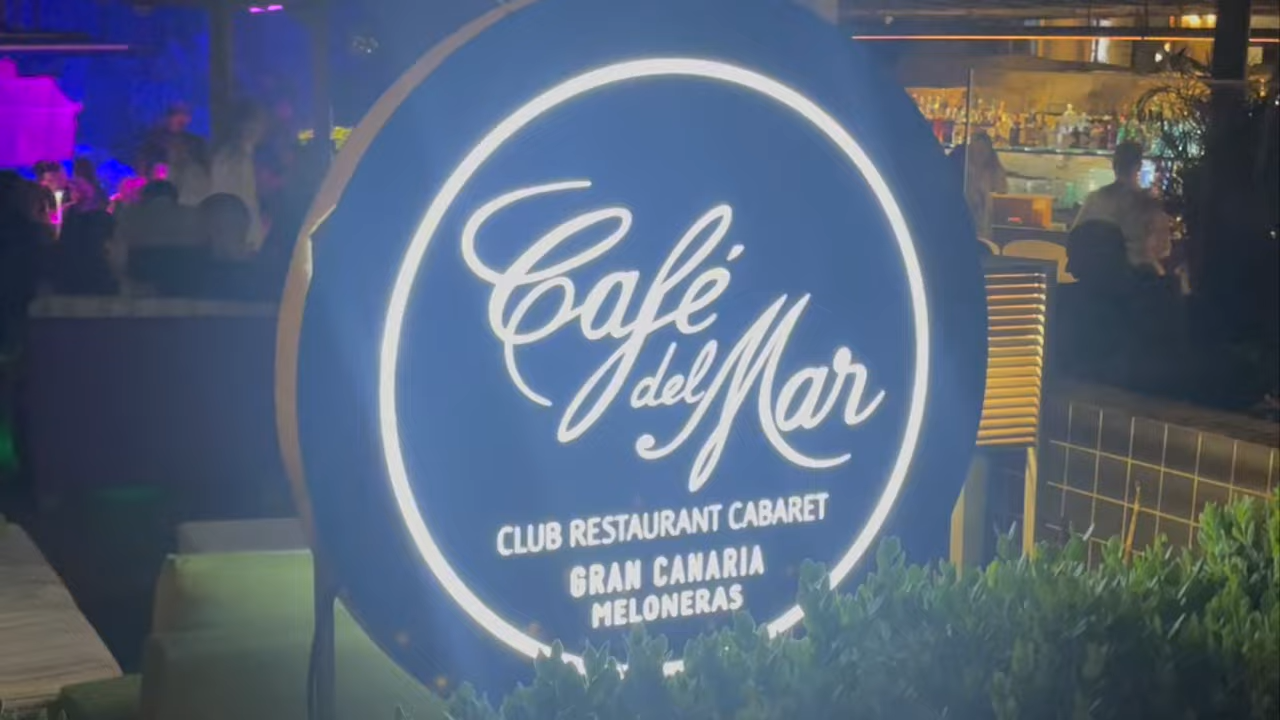 Café
del Mar
CLUB RESTAURANT CABARET
GRAN CANARIA
MELONERAS